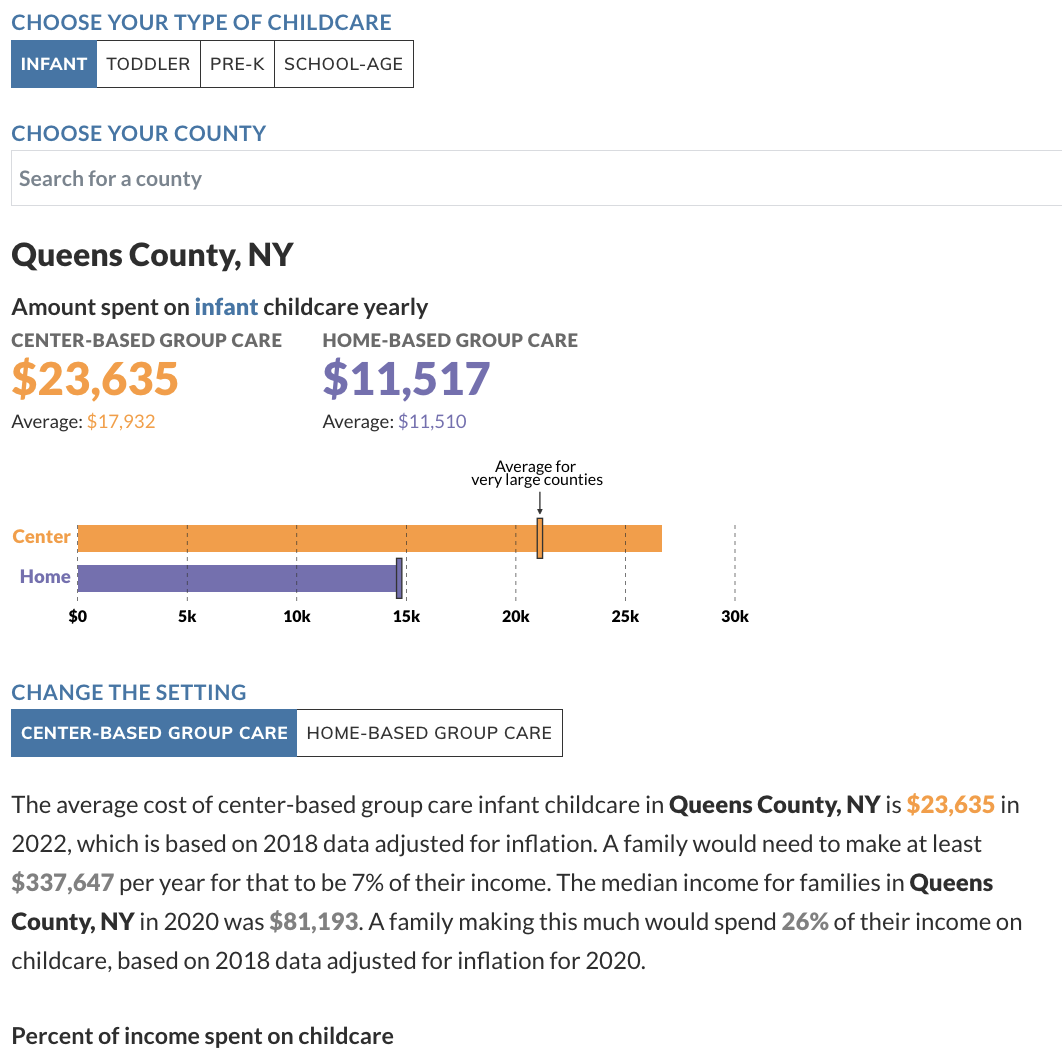 CHOOSE YOUR TYPE OF CHILDCARE
INFANT TODDLER PRE-K SCHOOL-AGE
CHOOSE YOUR COUNTY
Search for a county
Queens County, NY
Amount spent on infant childcare yearly
CENTER-BASED GROUP CARE HOME-BASED GROUP CARE
$23,635 $11,517
Average: $17,932 Average: $11,510
Average for
very large counties
Center
Home
$0 5k 10k 15k 20k 25k 30k
CHANGE THE SETTING
CENTER-BASED GROUP CARE HOME-BASED GROUP CARE
The average cost of center-based group care infant childcare in Queens County, NY is $23,635 in
2022, which is based on 2018 data adjusted for inflation. A family would need to make at least
$337,647 per year for that to be 7% of their income. The median income for families in Queens
County, NY in 2020 was $81,193. A family making this much would spend 26% of their income on
childcare, based on 2018 data adjusted for inflation for 2020.
Percent of income spent on childcare